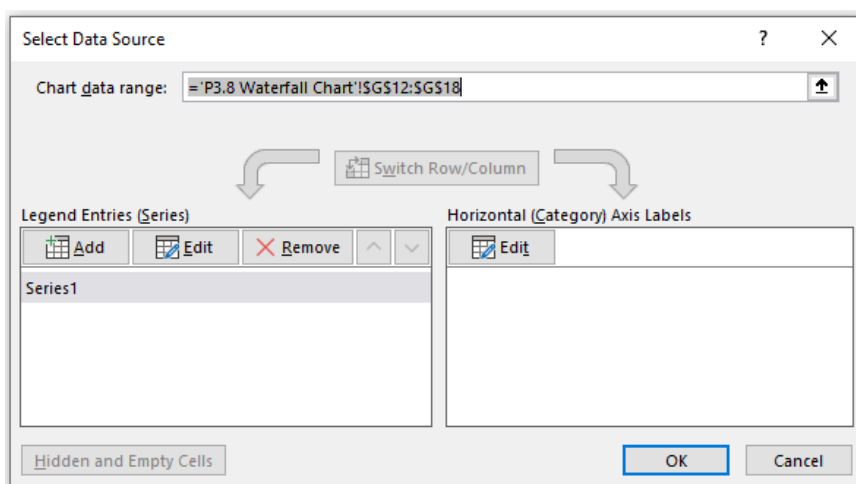 Select Data Source
?
Chart data range: ='P3.8 Waterfall Chart'!$G$12:$G$18
Switch Row/Column
Legend Entries (Series)
Horizontal (Category) Axis Labels
Add Edit Remove
Edit
Series1
Hidden and Empty Cells
OK
Cancel